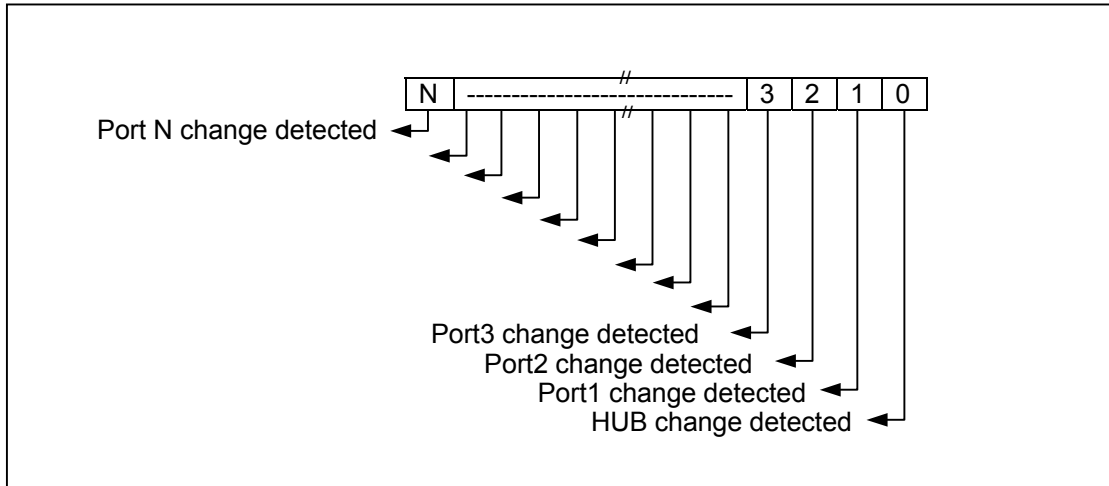 N ------------------------------ 3 2 1 0
Port N change detected
Port3 change detected
Port2 change detected
Port1 change detected
HUB change detected